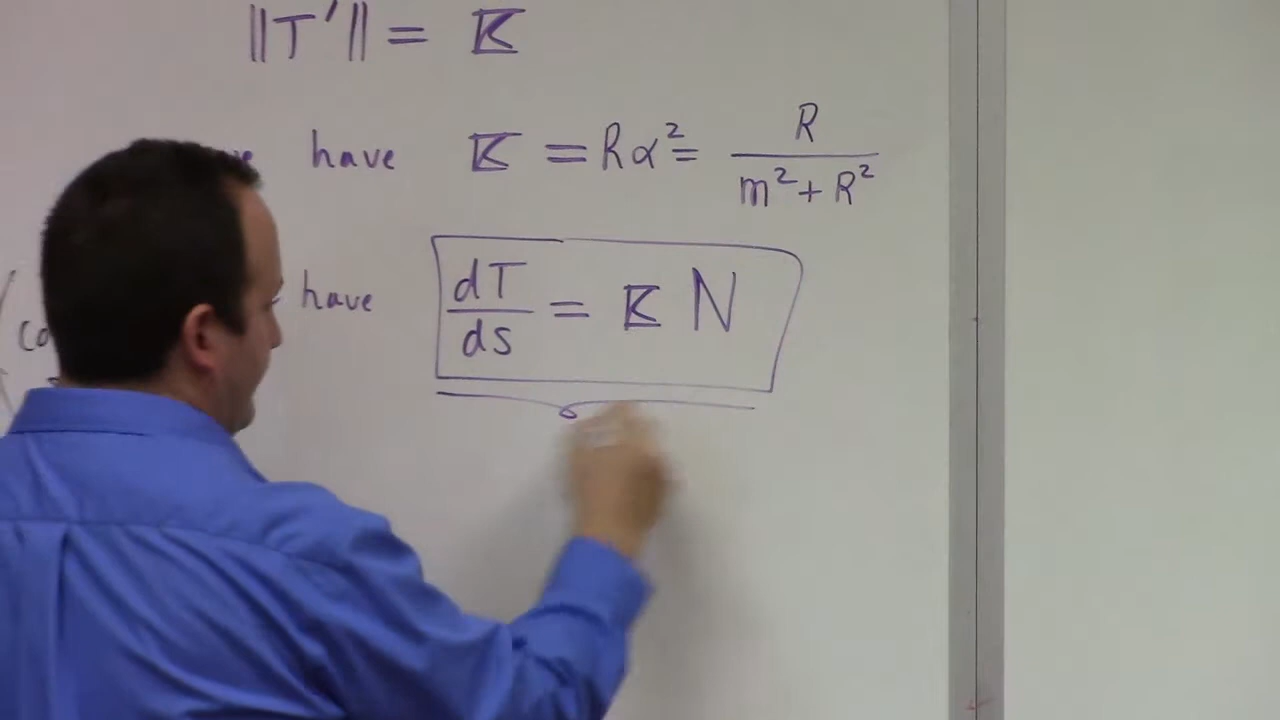 ||T'|| = K
have K = Rα² = R / (m² + R²)
have dT/ds = K N